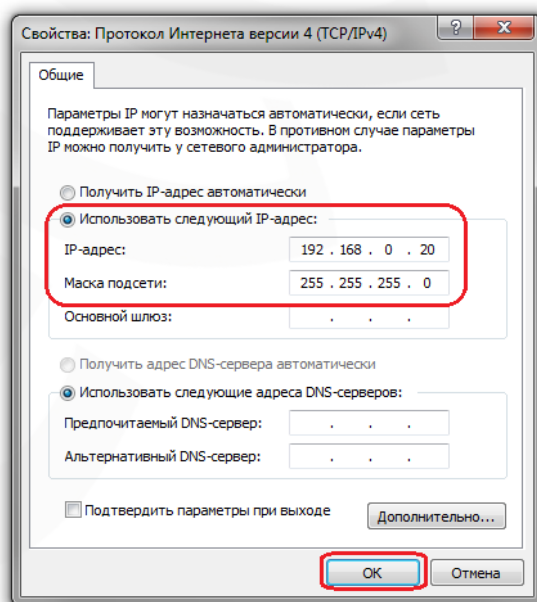 Свойства: Протокол Интернета версии 4 (TCP/IPv4)
Общие
Параметры IP могут назначаться автоматически, если сеть
поддерживает эту возможность. В противном случае параметры
IP можно получить у сетевого администратора.
Получить IP-адрес автоматически
Использовать следующий IP-адрес:
IP-адрес: 192 . 168 . 0 . 20
Маска подсети: 255 . 255 . 255 . 0
Основной шлюз: . . .
Получить адрес DNS-сервера автоматически
Использовать следующие адреса DNS-серверов:
Предпочитаемый DNS-сервер: . . .
Альтернативный DNS-сервер: . . .
Подтвердить параметры при выходе
Дополнительно...
ОК Отмена